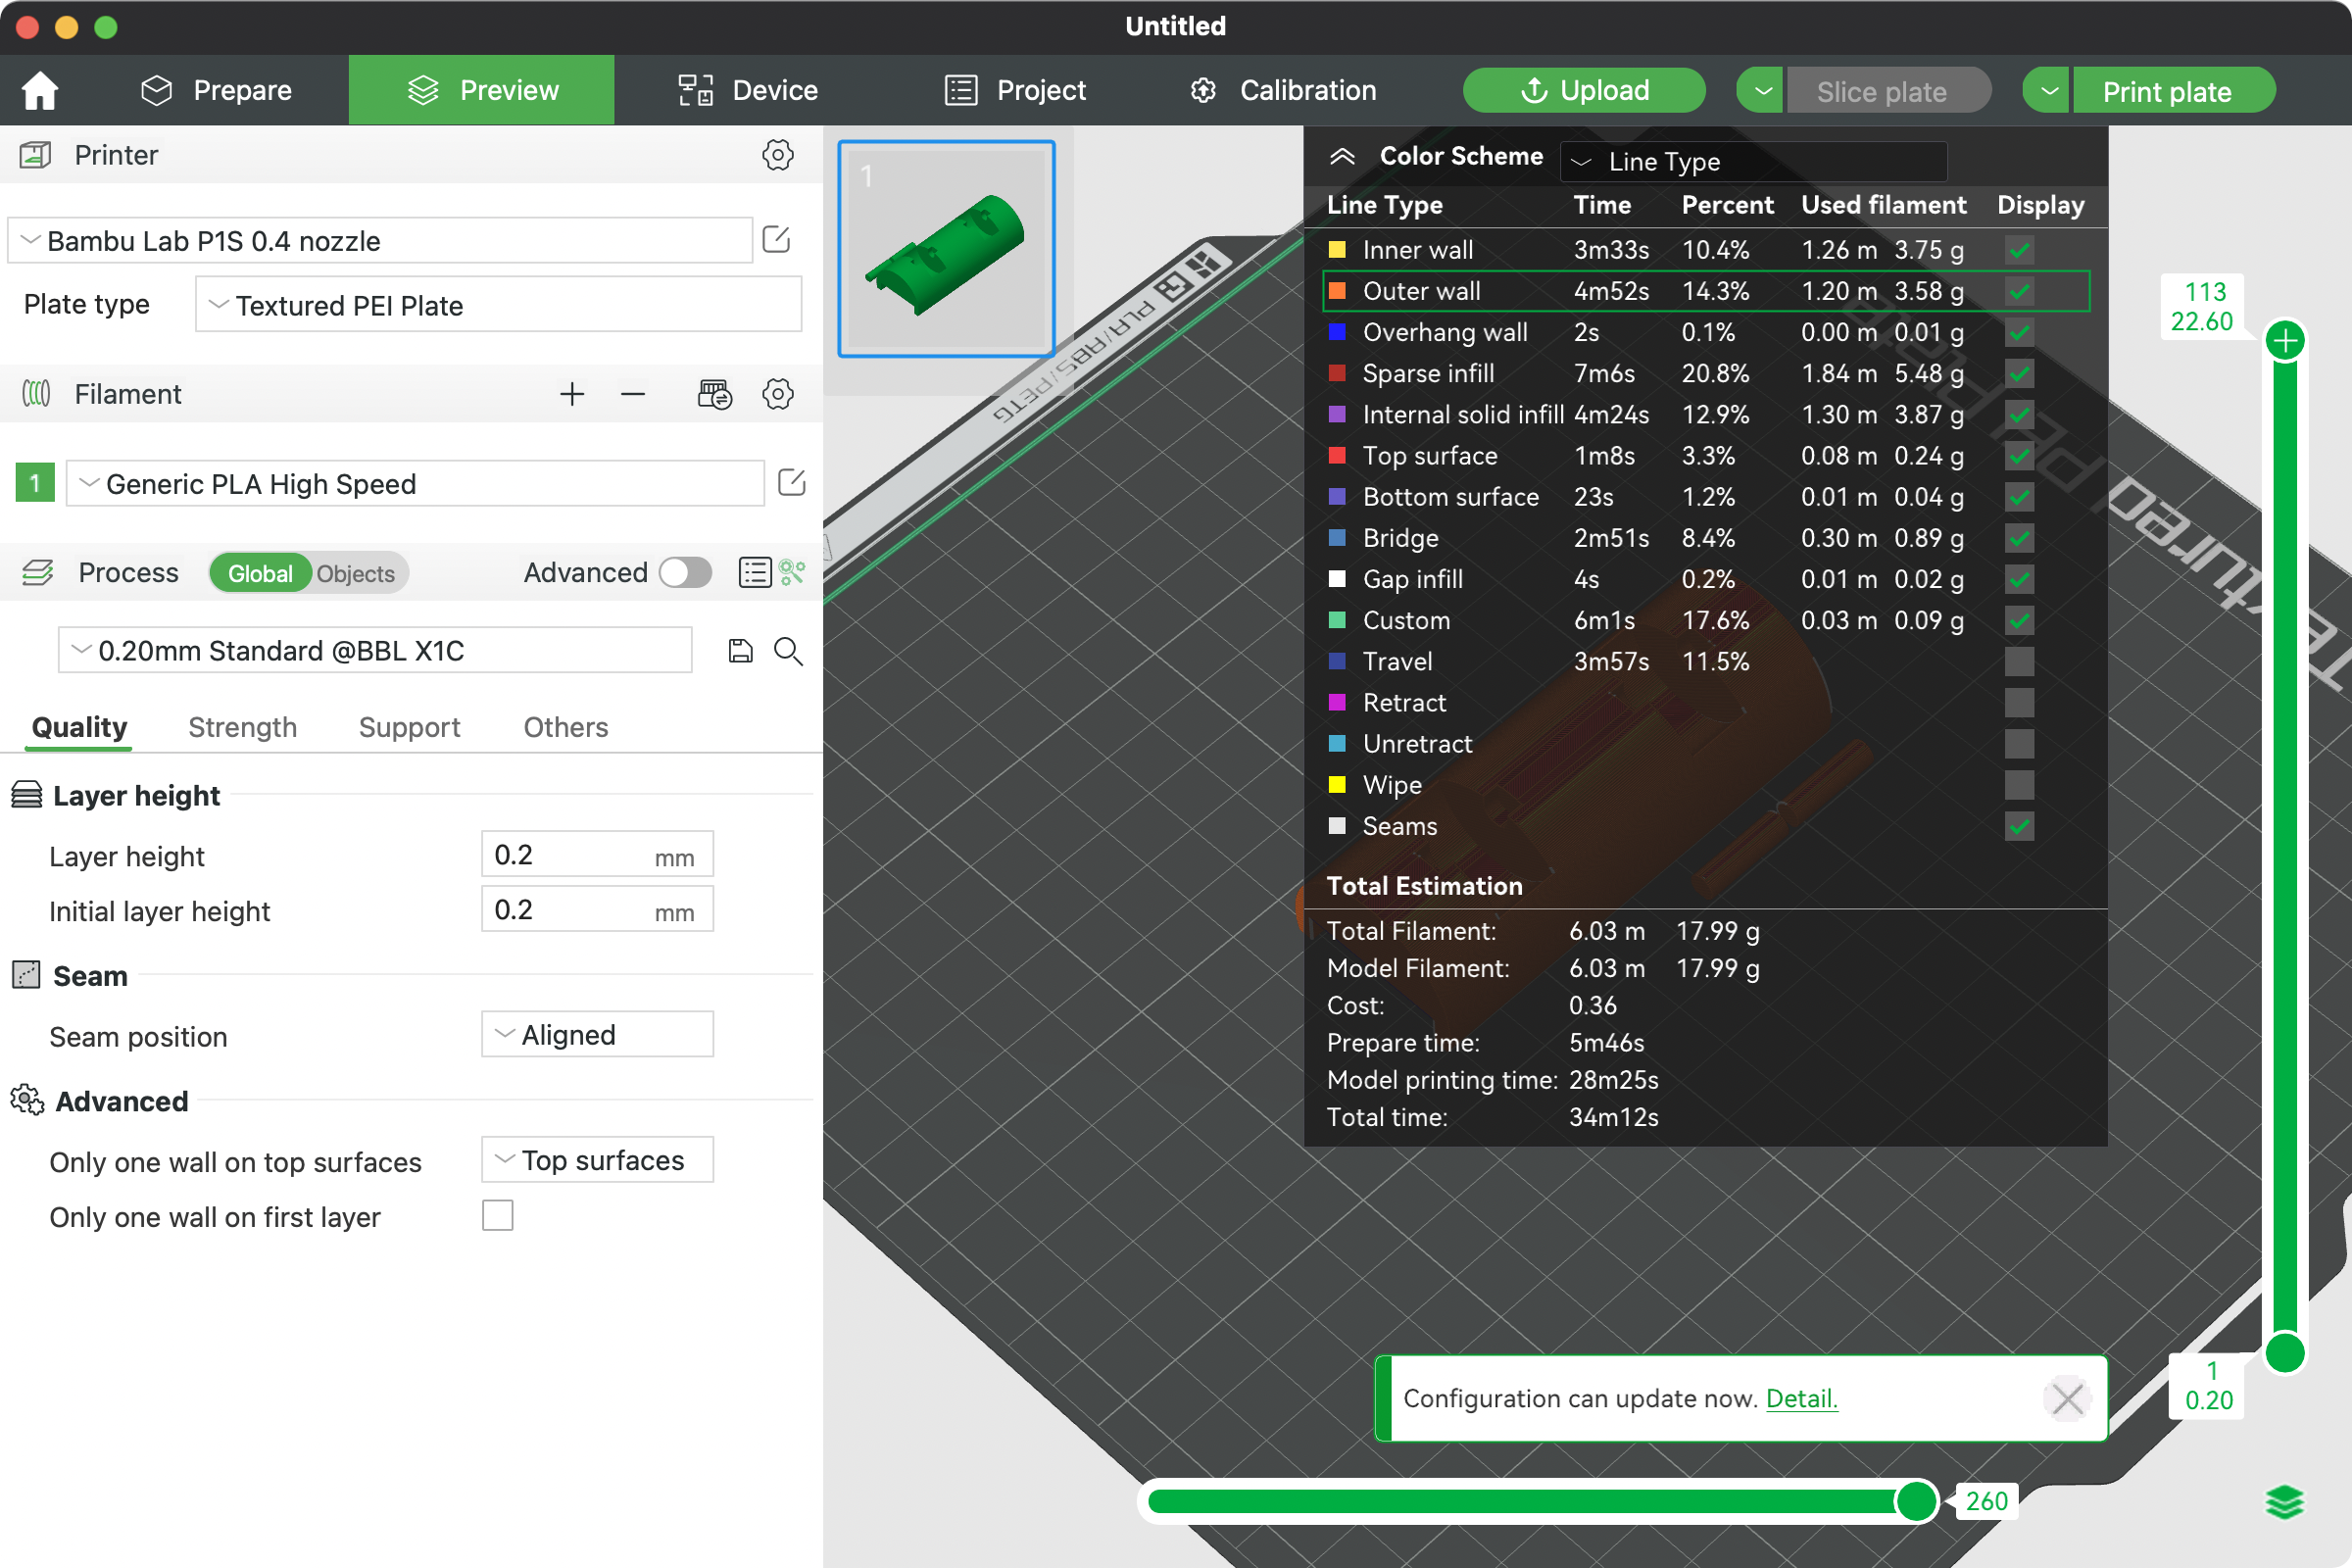 Untitled
Prepare
Preview
Device
Project
Calibration
Upload
Slice plate
Print plate
Printer
Bambu Lab P1S 0.4 nozzle
Plate type
Textured PEI Plate
Filament
1
Generic PLA High Speed
Process
Global
Objects
Advanced
0.20mm Standard @BBL X1C
Quality
Strength
Support
Others
Layer height
Layer height
0.2 mm
Initial layer height
0.2 mm
Seam
Seam position
Aligned
Advanced
Only one wall on top surfaces
Top surfaces
Only one wall on first layer
1
PLA/ABS/PETG
Textured PEI Plate
Color Scheme
Line Type
Line Type Time Percent Used filament Display
Inner wall 3m33s 10.4% 1.26 m 3.75 g
Outer wall 4m52s 14.3% 1.20 m 3.58 g
Overhang wall 2s 0.1% 0.00 m 0.01 g
Sparse infill 7m6s 20.8% 1.84 m 5.48 g
Internal solid infill 4m24s 12.9% 1.30 m 3.87 g
Top surface 1m8s 3.3% 0.08 m 0.24 g
Bottom surface 23s 1.2% 0.01 m 0.04 g
Bridge 2m51s 8.4% 0.30 m 0.89 g
Gap infill 4s 0.2% 0.01 m 0.02 g
Custom 6m1s 17.6% 0.03 m 0.09 g
Travel 3m57s 11.5%
Retract
Unretract
Wipe
Seams
Total Estimation
Total Filament: 6.03 m 17.99 g
Model Filament: 6.03 m 17.99 g
Cost: 0.36
Prepare time: 5m46s
Model printing time: 28m25s
Total time: 34m12s
113
22.60
1
0.20
Configuration can update now. Detail.
260